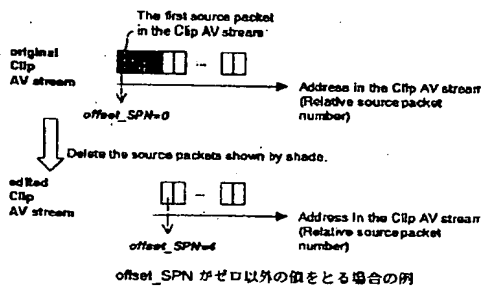 The first source packet
in the Clip AV stream
original
Clip
AV stream
...
Address in the Clip AV stream
(Relative source packet
number)
offset_SPN=0
Delete the source packets shown by shade.
edited
Clip
AV stream
...
Address in the Clip AV stream
(Relative source packet
number)
offset_SPN=4
offset_SPN がゼロ以外の値をとる場合の例